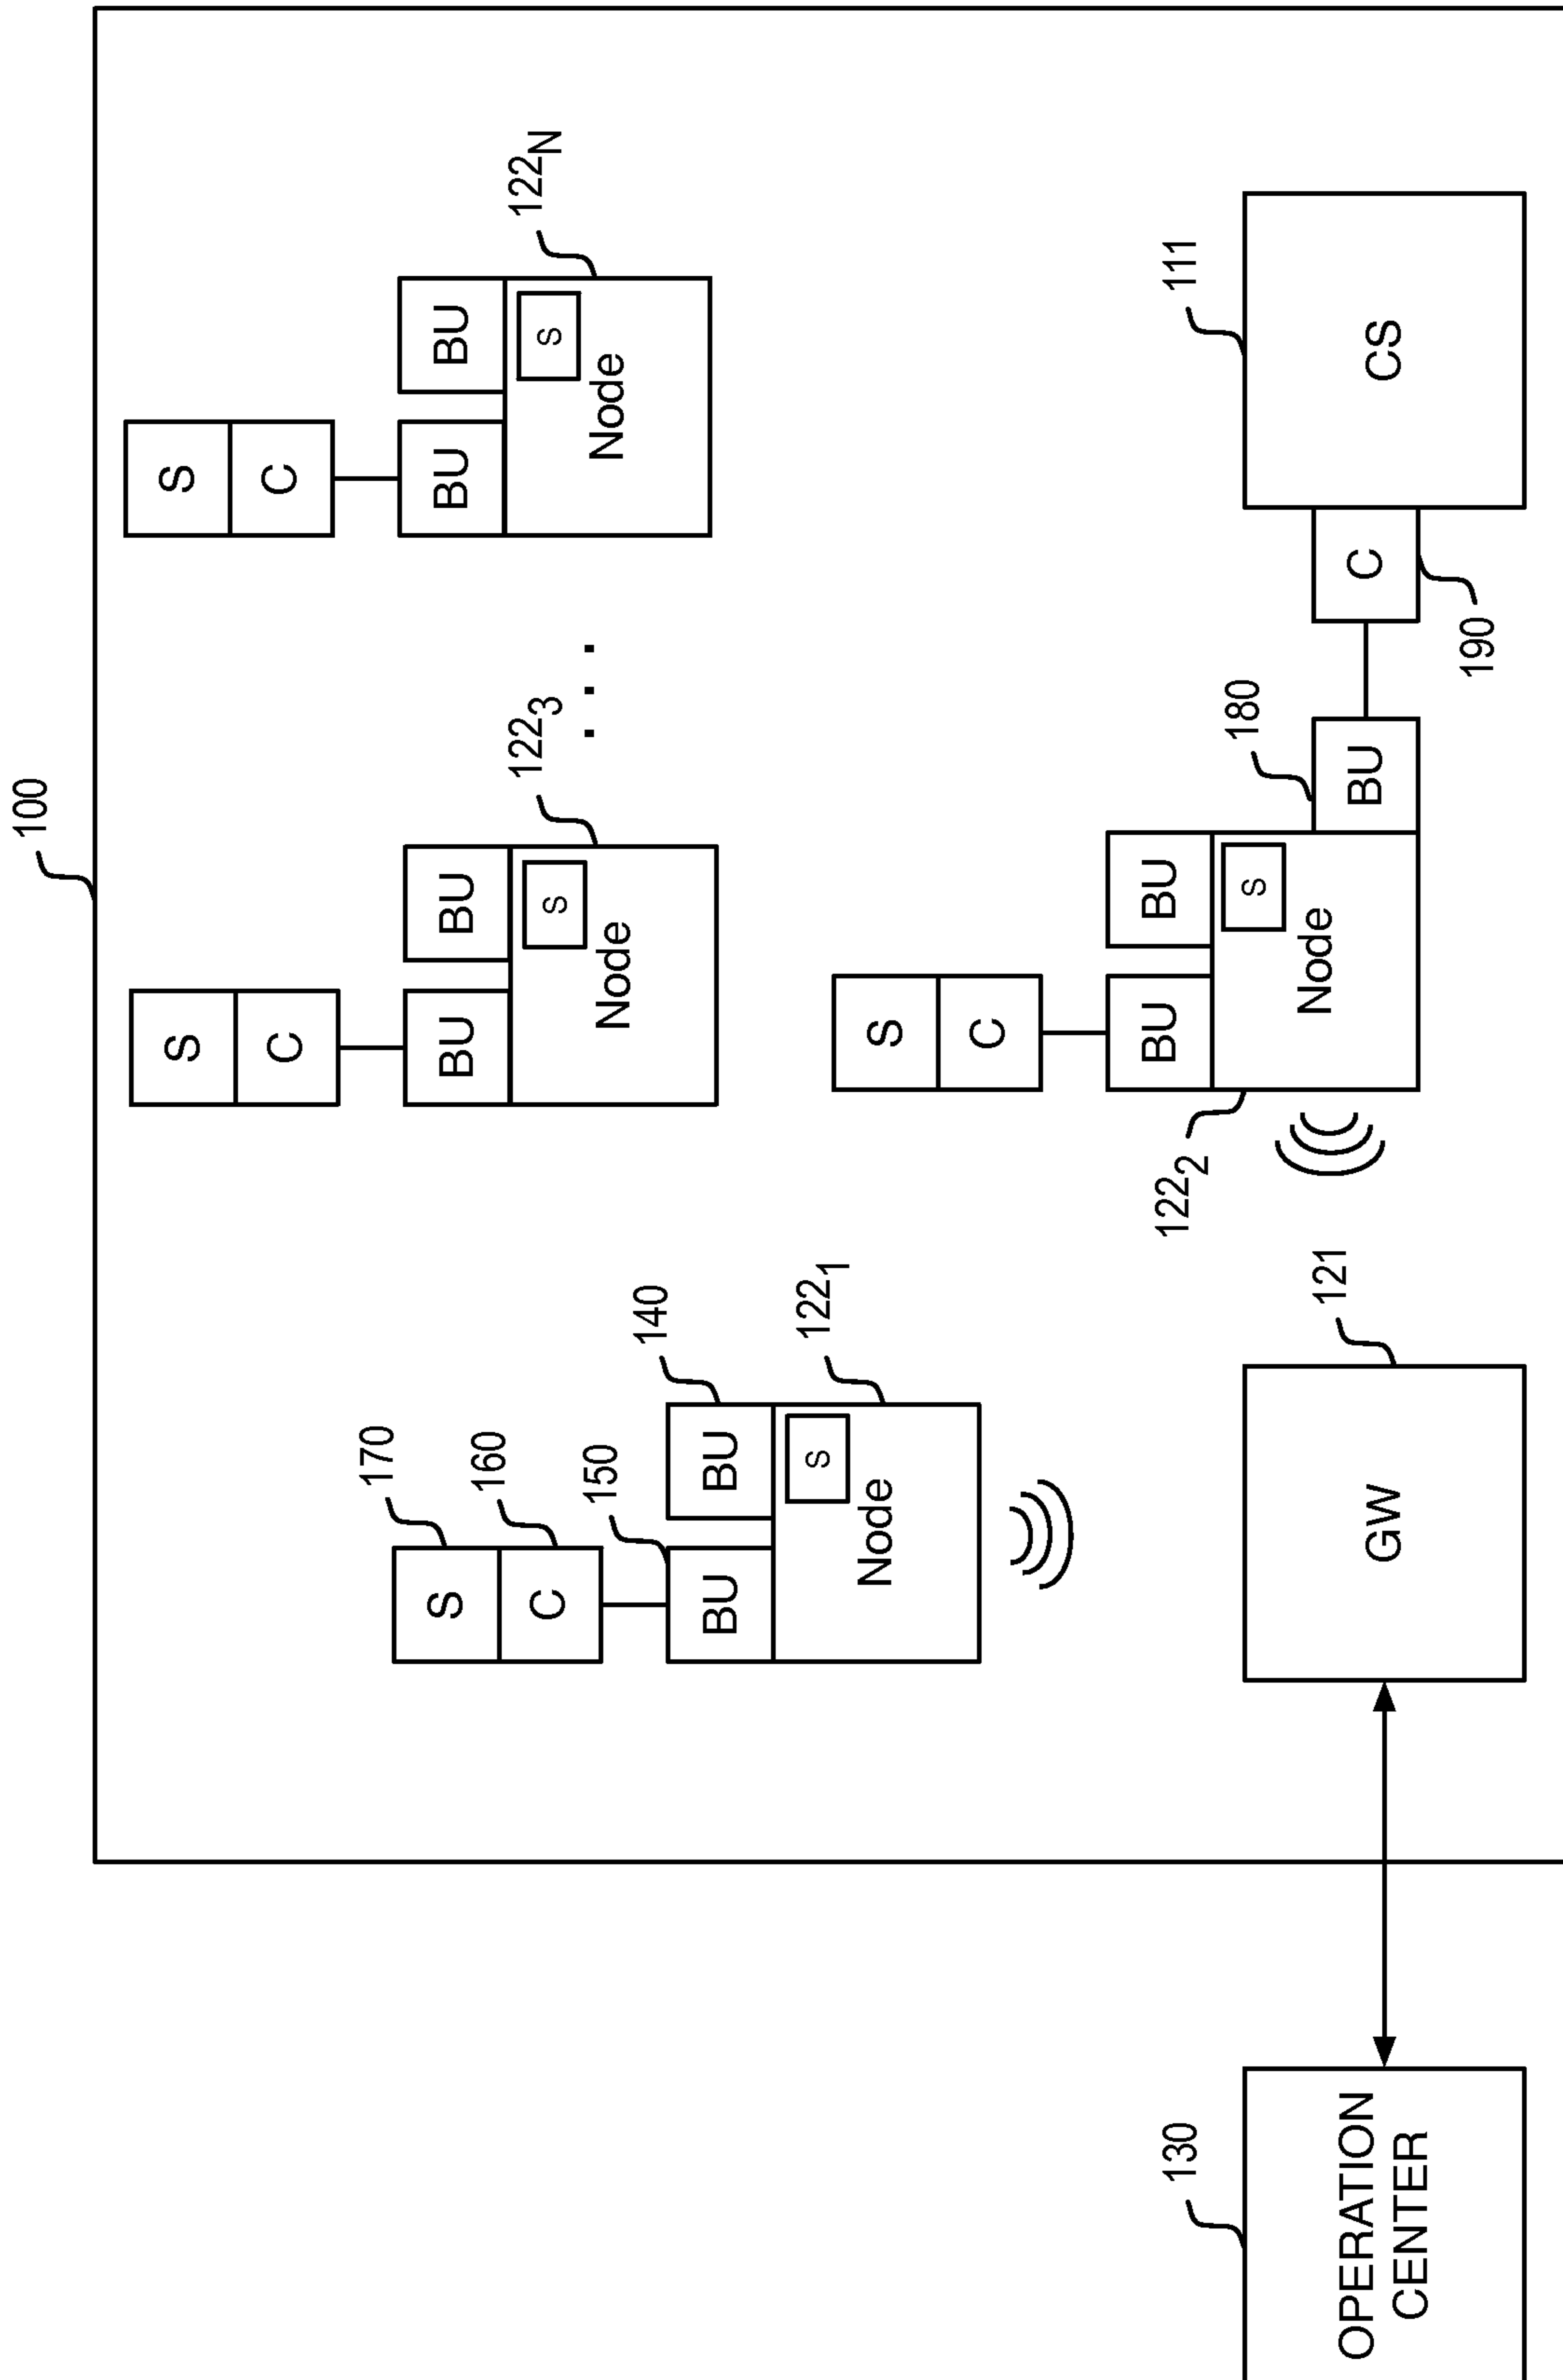 100
S
C
BU
BU
S
Node
122N
S
C
BU
BU
S
Node
1223
. . .
170
S
160
C
150
140
BU
BU
S
Node
1221
S
C
BU
BU
S
Node
1222
180
BU
C
190
111
CS
121
GW
130
OPERATION
CENTER